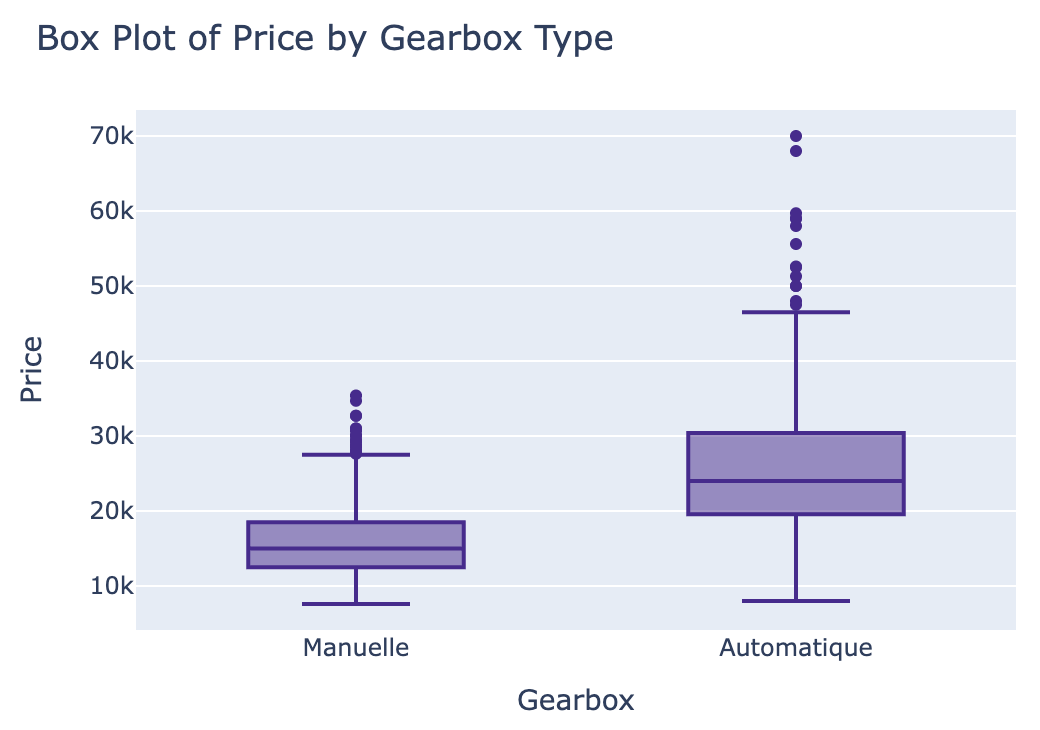 Box Plot of Price by Gearbox Type
70k
60k
50k
40k
30k
20k
10k
Price
Manuelle
Automatique
Gearbox